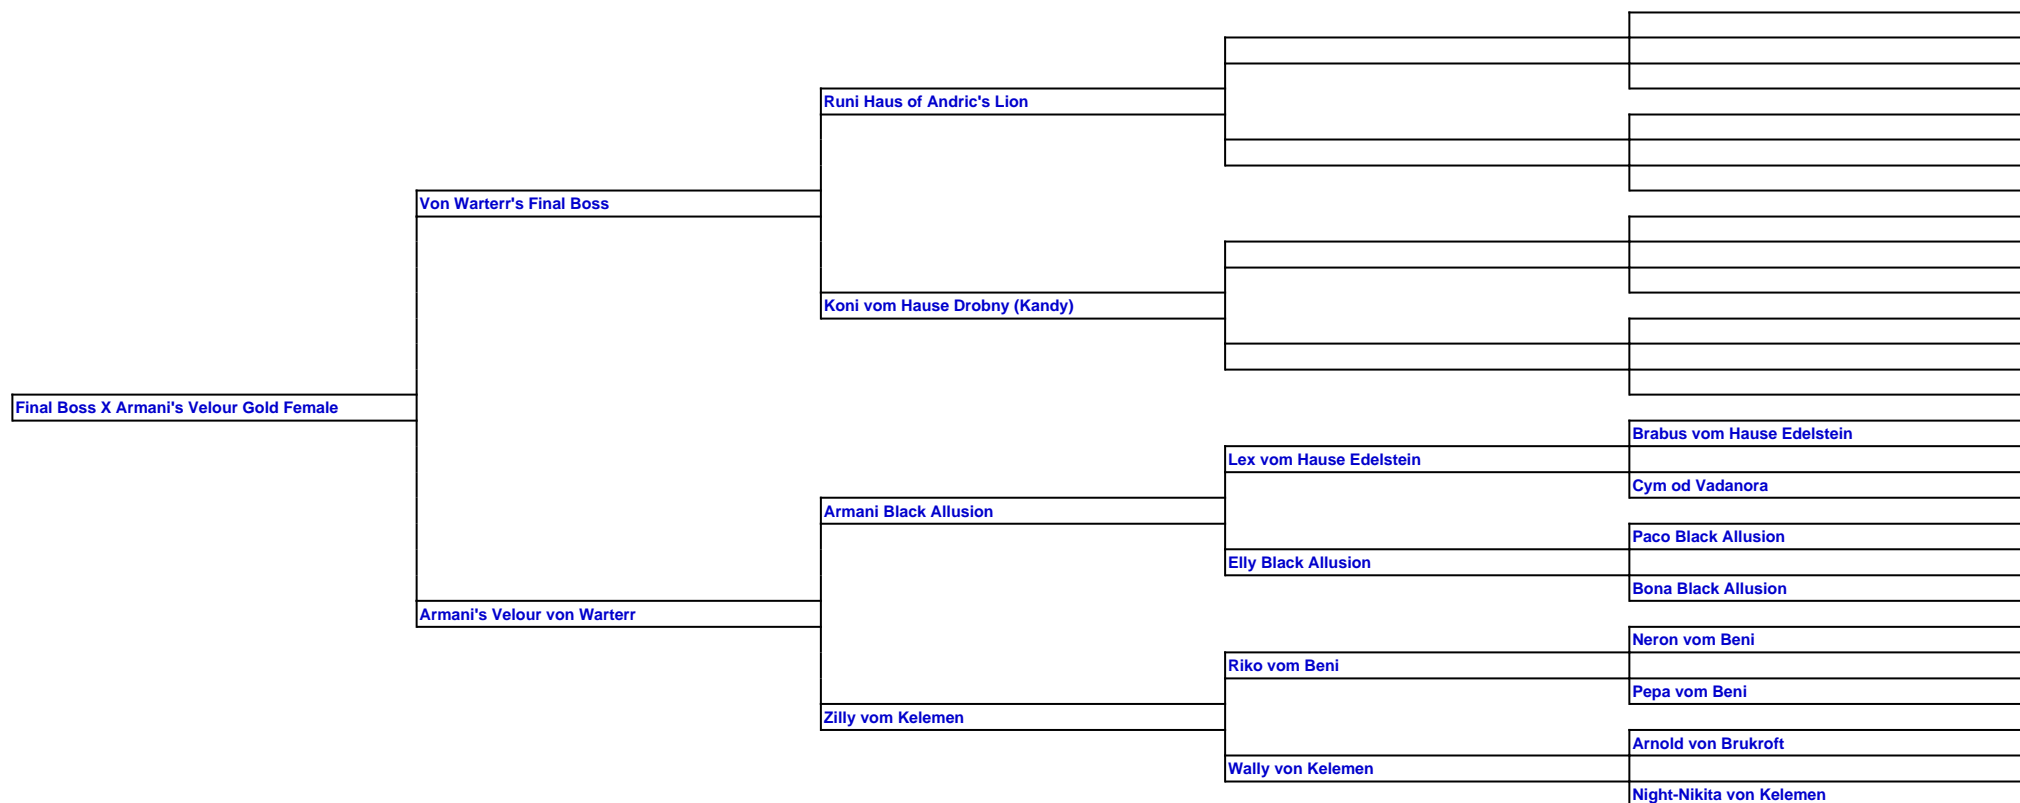 Runi Haus of Andric's Lion
Von Warterr's Final Boss
Koni vom Hause Drobny (Kandy)
Final Boss X Armani's Velour Gold Female
Brabus vom Hause Edelstein
Lex vom Hause Edelstein
Cym od Vadanora
Armani Black Allusion
Paco Black Allusion
Elly Black Allusion
Bona Black Allusion
Armani's Velour von Warterr
Neron vom Beni
Riko vom Beni
Pepa vom Beni
Zilly vom Kelemen
Arnold von Brukroft
Wally von Kelemen
Night-Nikita von Kelemen